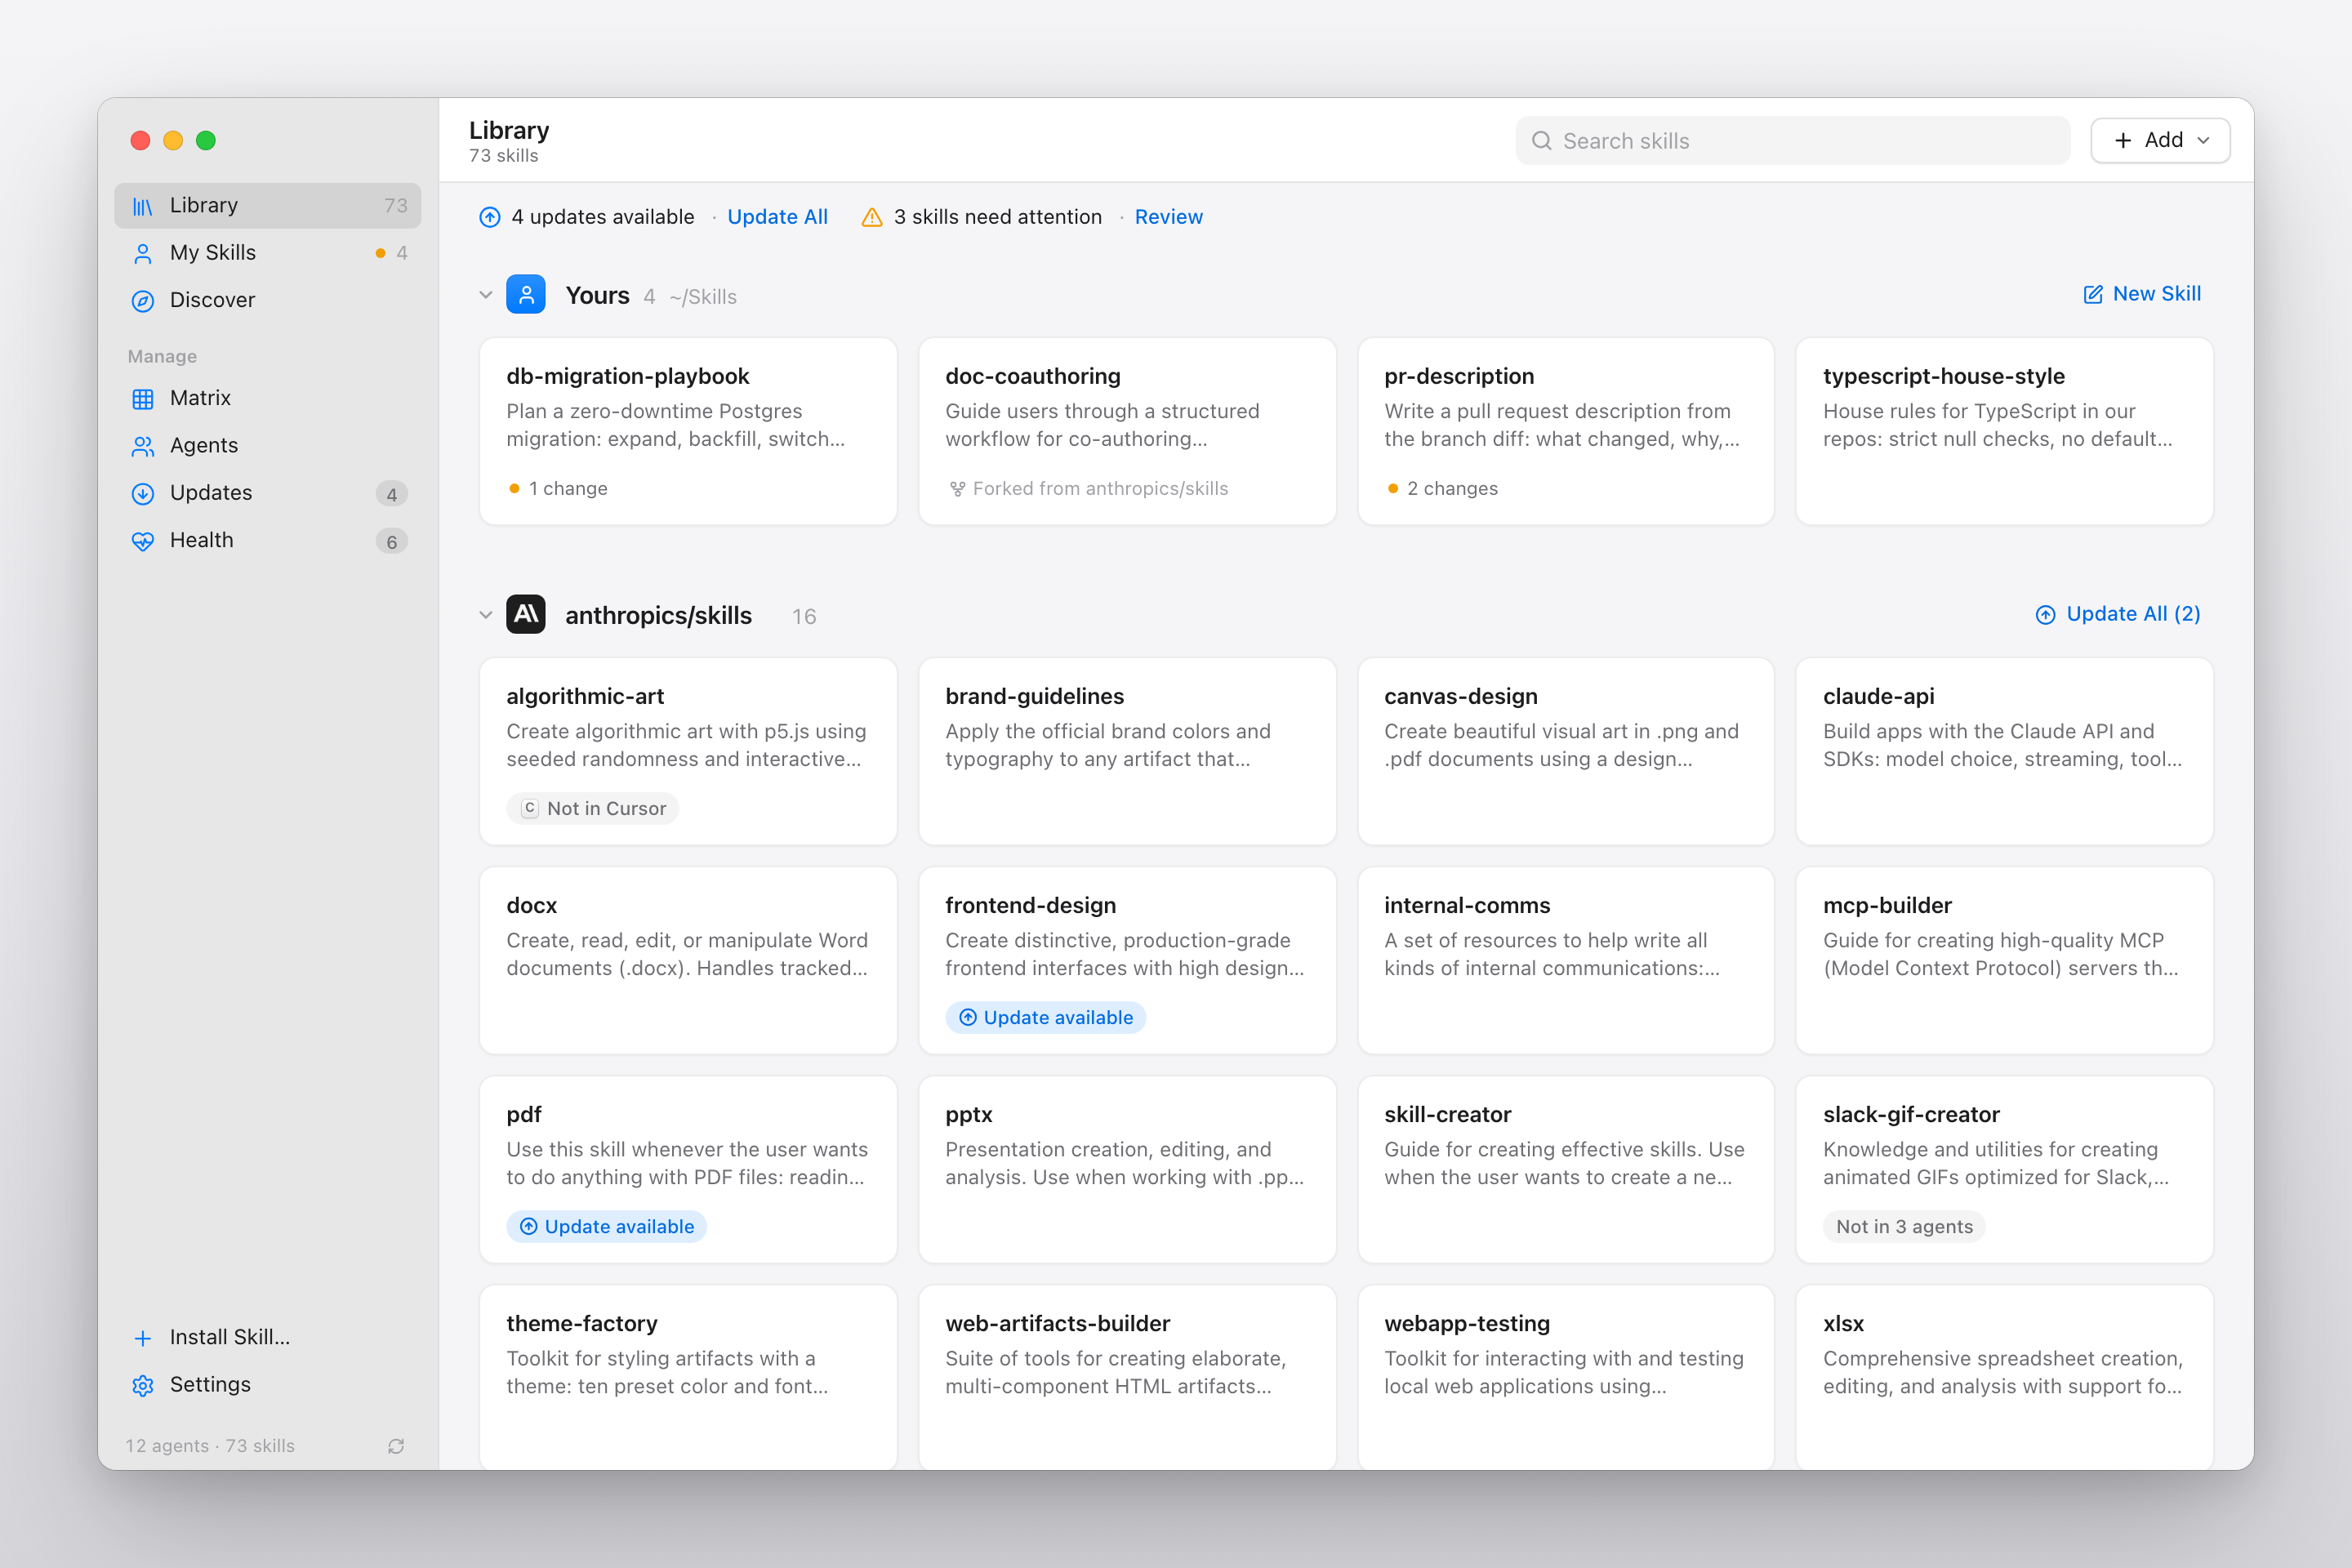 Library
73 skills
Search skills
Add
Library 73
My Skills 4
Discover
Manage
Matrix
Agents
Updates 4
Health 6
Install Skill...
Settings
12 agents · 73 skills
4 updates available · Update All
3 skills need attention · Review
Yours 4 ~/Skills
New Skill
db-migration-playbook
Plan a zero-downtime Postgres
migration: expand, backfill, switch...
1 change
doc-coauthoring
Guide users through a structured
workflow for co-authoring...
Forked from anthropics/skills
pr-description
Write a pull request description from
the branch diff: what changed, why,...
2 changes
typescript-house-style
House rules for TypeScript in our
repos: strict null checks, no default...
A\
anthropics/skills 16
Update All (2)
algorithmic-art
Create algorithmic art with p5.js using
seeded randomness and interactive...
C Not in Cursor
brand-guidelines
Apply the official brand colors and
typography to any artifact that...
canvas-design
Create beautiful visual art in .png and
.pdf documents using a design...
claude-api
Build apps with the Claude API and
SDKs: model choice, streaming, tool...
docx
Create, read, edit, or manipulate Word
documents (.docx). Handles tracked...
frontend-design
Create distinctive, production-grade
frontend interfaces with high design...
Update available
internal-comms
A set of resources to help write all
kinds of internal communications:...
mcp-builder
Guide for creating high-quality MCP
(Model Context Protocol) servers th...
pdf
Use this skill whenever the user wants
to do anything with PDF files: readin...
Update available
pptx
Presentation creation, editing, and
analysis. Use when working with .pp...
skill-creator
Guide for creating effective skills. Use
when the user wants to create a ne...
slack-gif-creator
Knowledge and utilities for creating
animated GIFs optimized for Slack,...
Not in 3 agents
theme-factory
Toolkit for styling artifacts with a
theme: ten preset color and font...
web-artifacts-builder
Suite of tools for creating elaborate,
multi-component HTML artifacts...
webapp-testing
Toolkit for interacting with and testing
local web applications using...
xlsx
Comprehensive spreadsheet creation,
editing, and analysis with support fo...